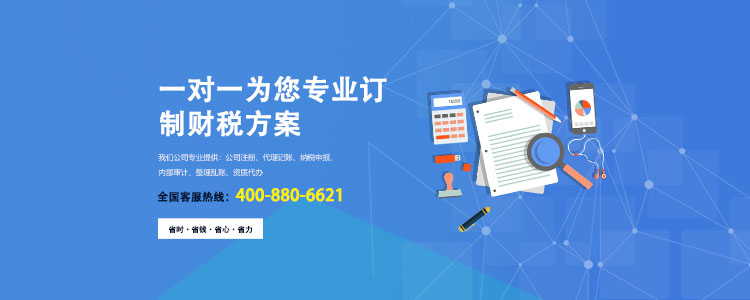 一对一为您专业订
制财税方案
我们公司专业提供：公司注册、代理记账、纳税申报、
内部审计、整理乱账、资质代办
全国客服热线：400-880-6621
省时·省钱·省心·省力